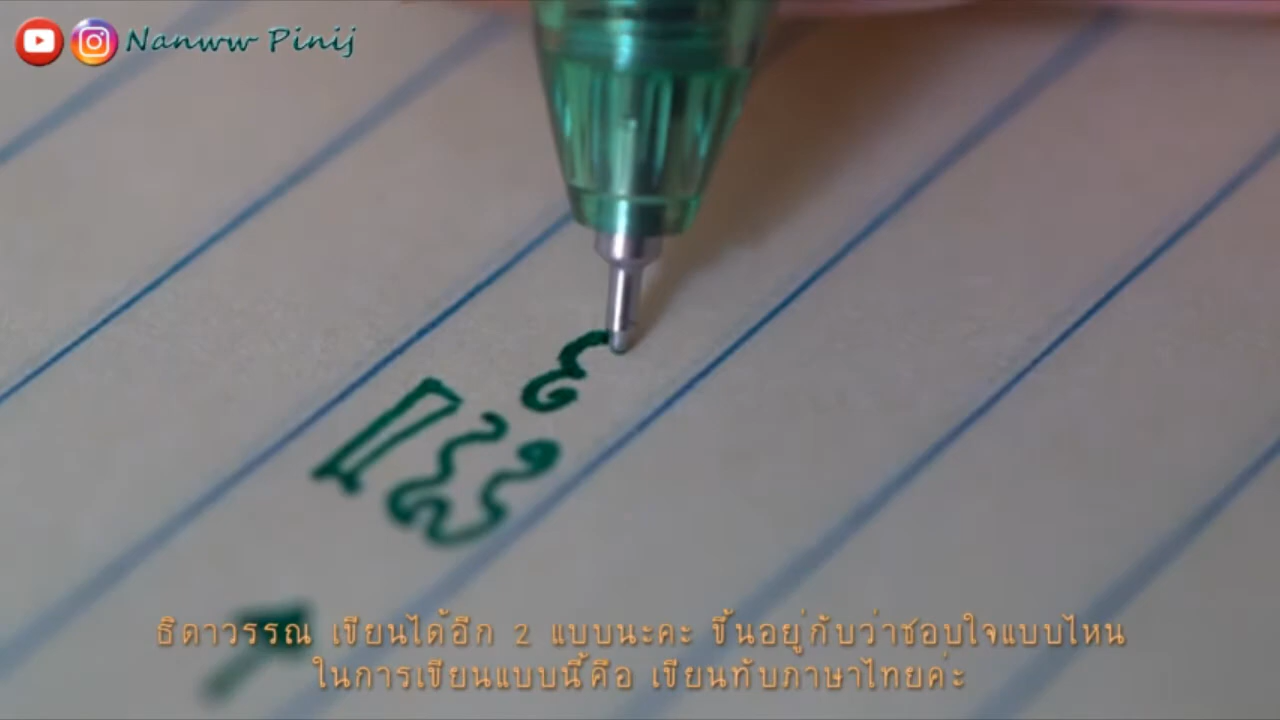 Nanww Pinij
ธิดาวรรณ เขียนได้อีก 2 แบบนะคะ ขึ้นอยู่กับว่าชอบใจแบบไหน
ในการเขียนแบบนี้คือ เขียนทับภาษาไทยค่ะ